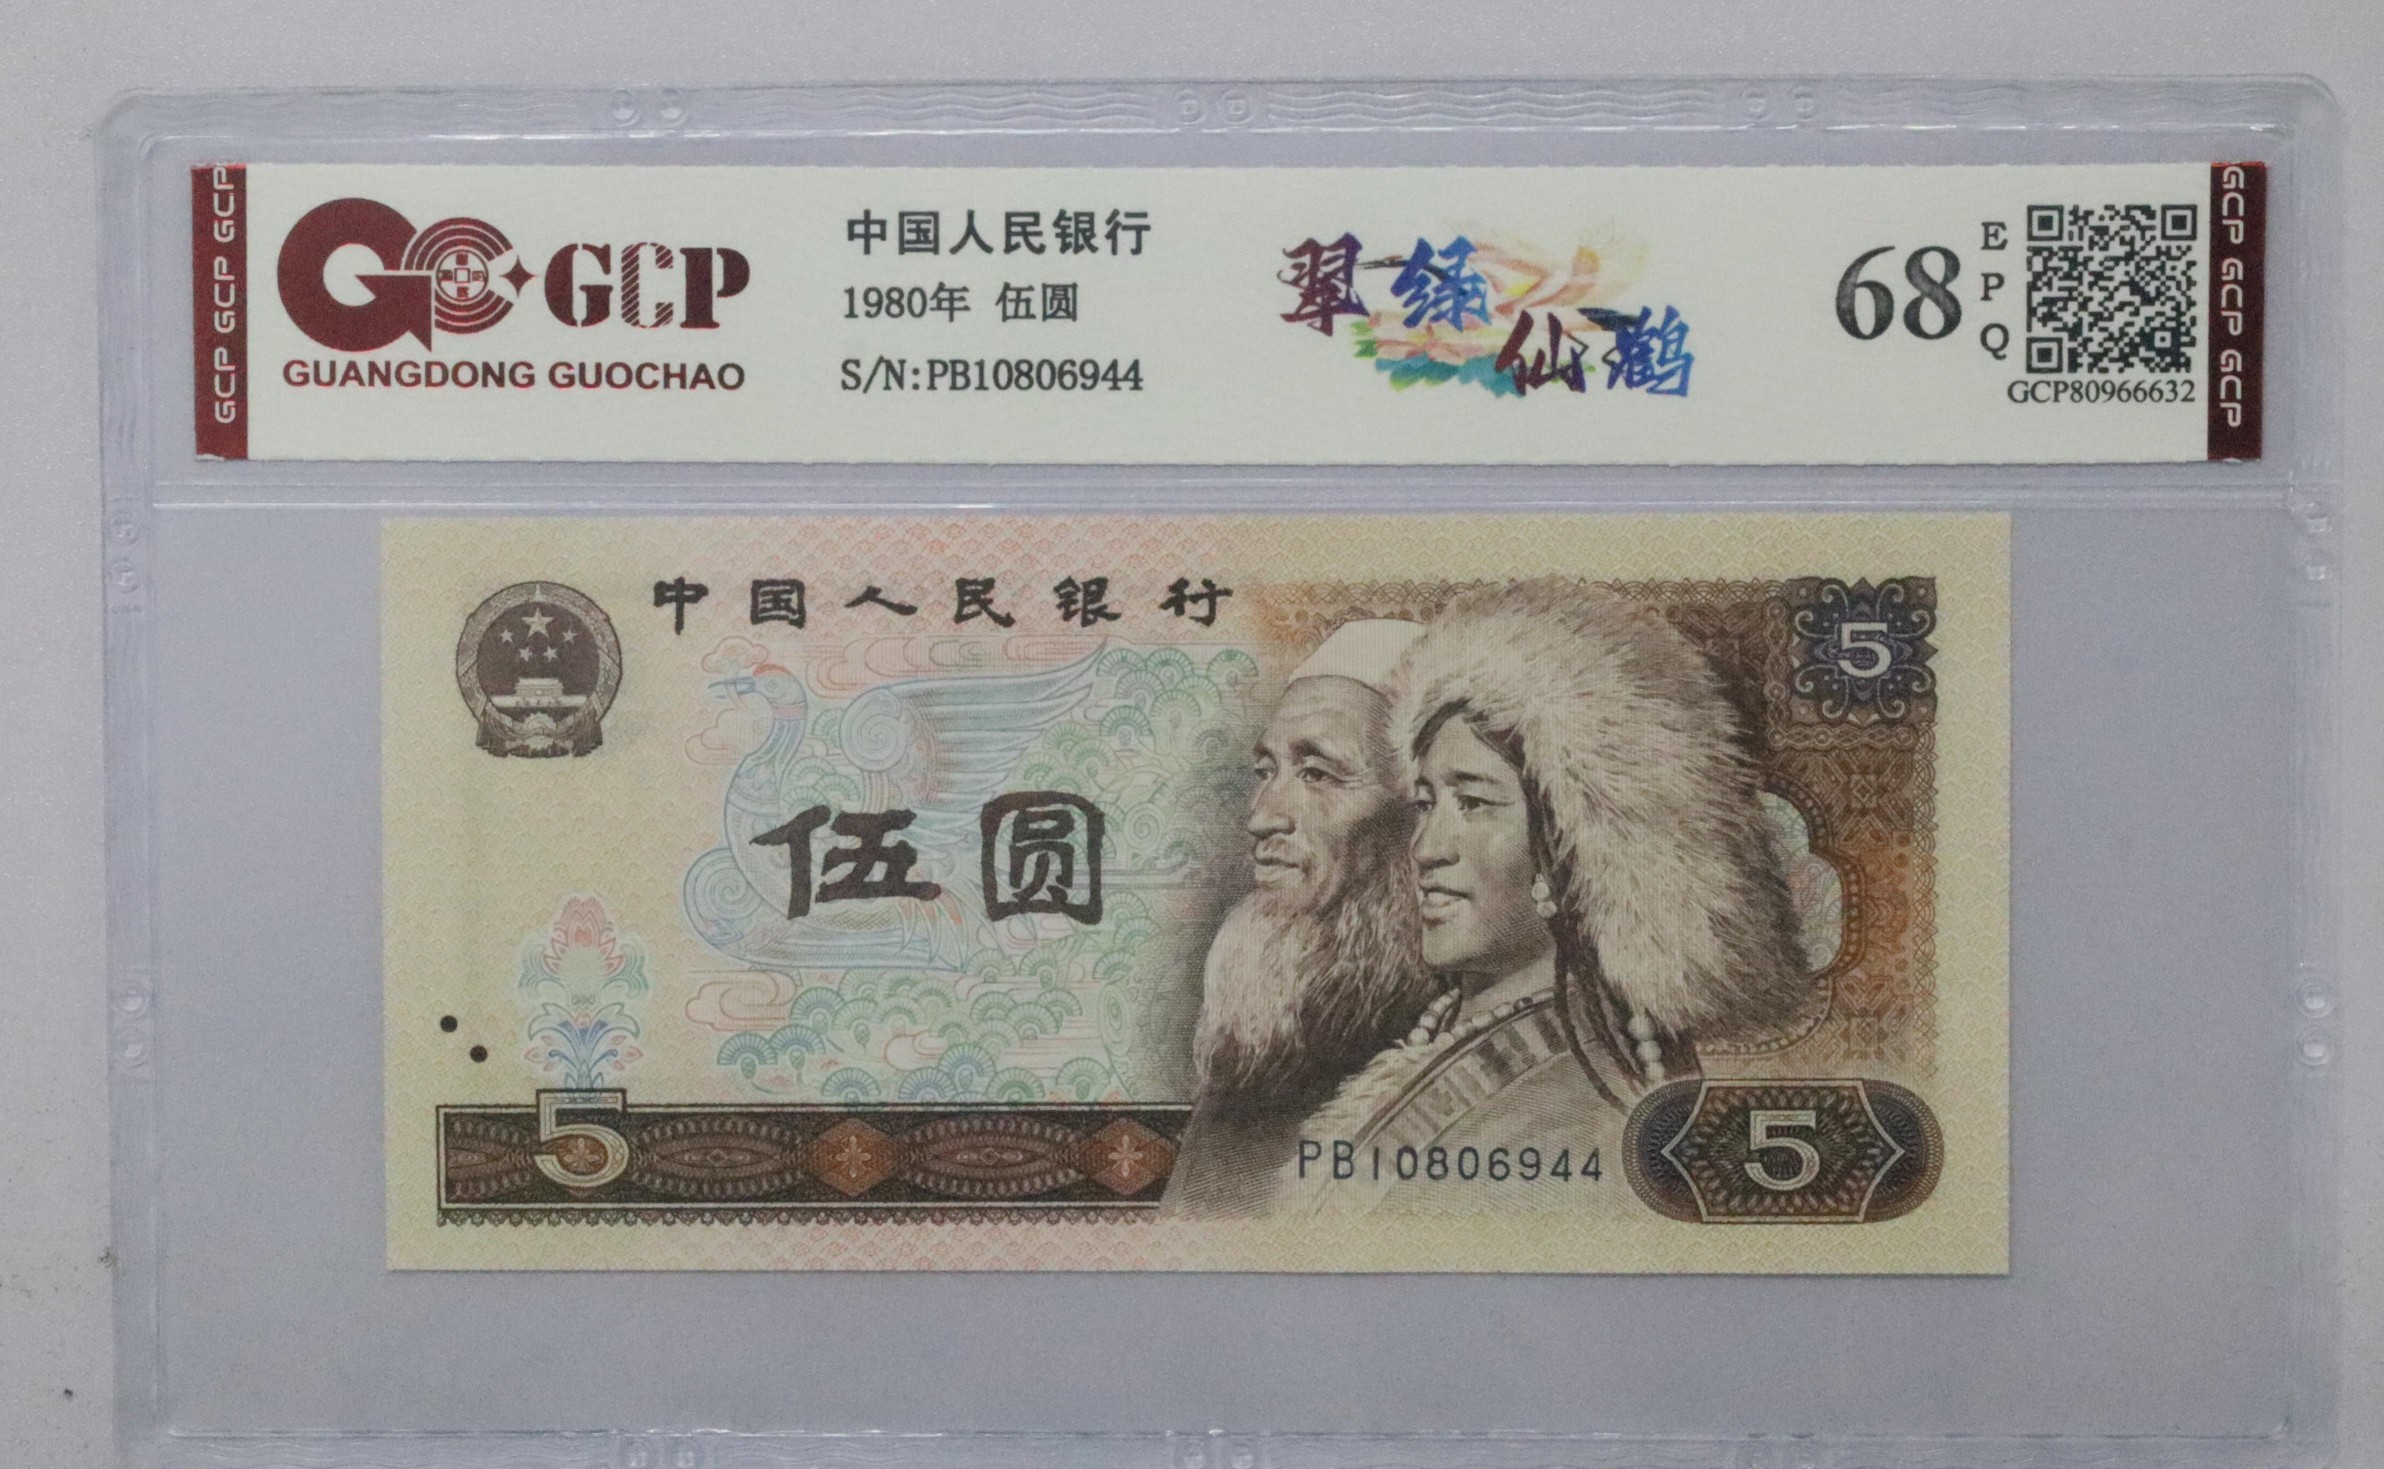 GCP GCP GCP
GCP
GUANGDONG GUOCHAO
中国人民银行
1980年 伍圆
S/N:PB10806944
翠绿
仙鹤
68
EPQ
GCP80966632
GCP GCP GCP
中国人民银行
5
伍圆
5
PB10806944
5